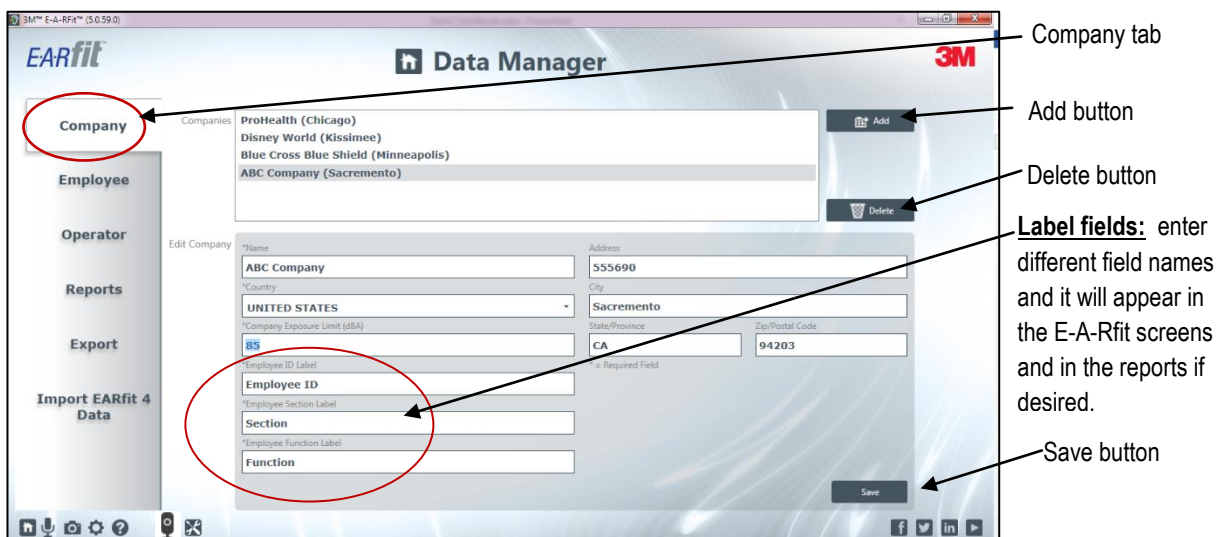 3M™ E-A-RFit™ (5.0.59.0)
E·A·Rfit
Data Manager
3M
Company
Employee
Operator
Reports
Export
Import EARfit 4
Data
Companies
ProHealth (Chicago)
Disney World (Kissimee)
Blue Cross Blue Shield (Minneapolis)
ABC Company (Sacremento)
Add
Delete
Edit Company
*Name
ABC Company
Address
555690
*Country
UNITED STATES
City
Sacremento
*Company Exposure Limit (dBA)
85
State/Province
CA
Zip/Postal Code
94203
*Employee ID Label
* = Required Field
Employee ID
*Employee Section Label
Section
*Employee Function Label
Function
Save
Company tab
Add button
Delete button
Label fields: enter
different field names
and it will appear in
the E-A-Rfit screens
and in the reports if
desired.
Save button